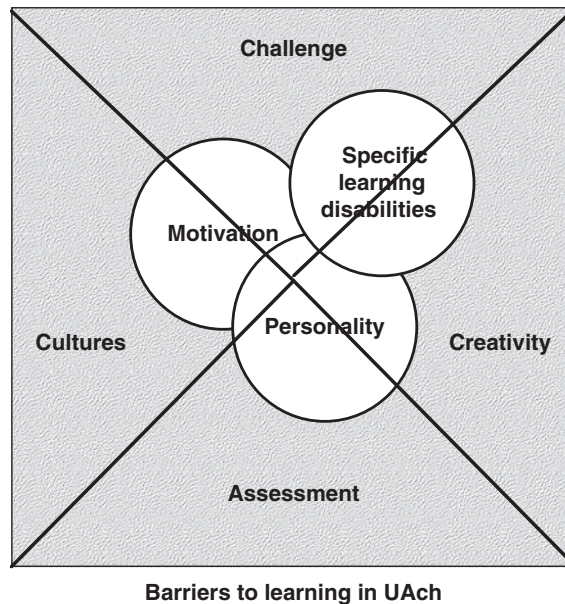 Challenge
Specific
learning
disabilities
Motivation
Personality
Cultures
Creativity
Assessment
Barriers to learning in UAch